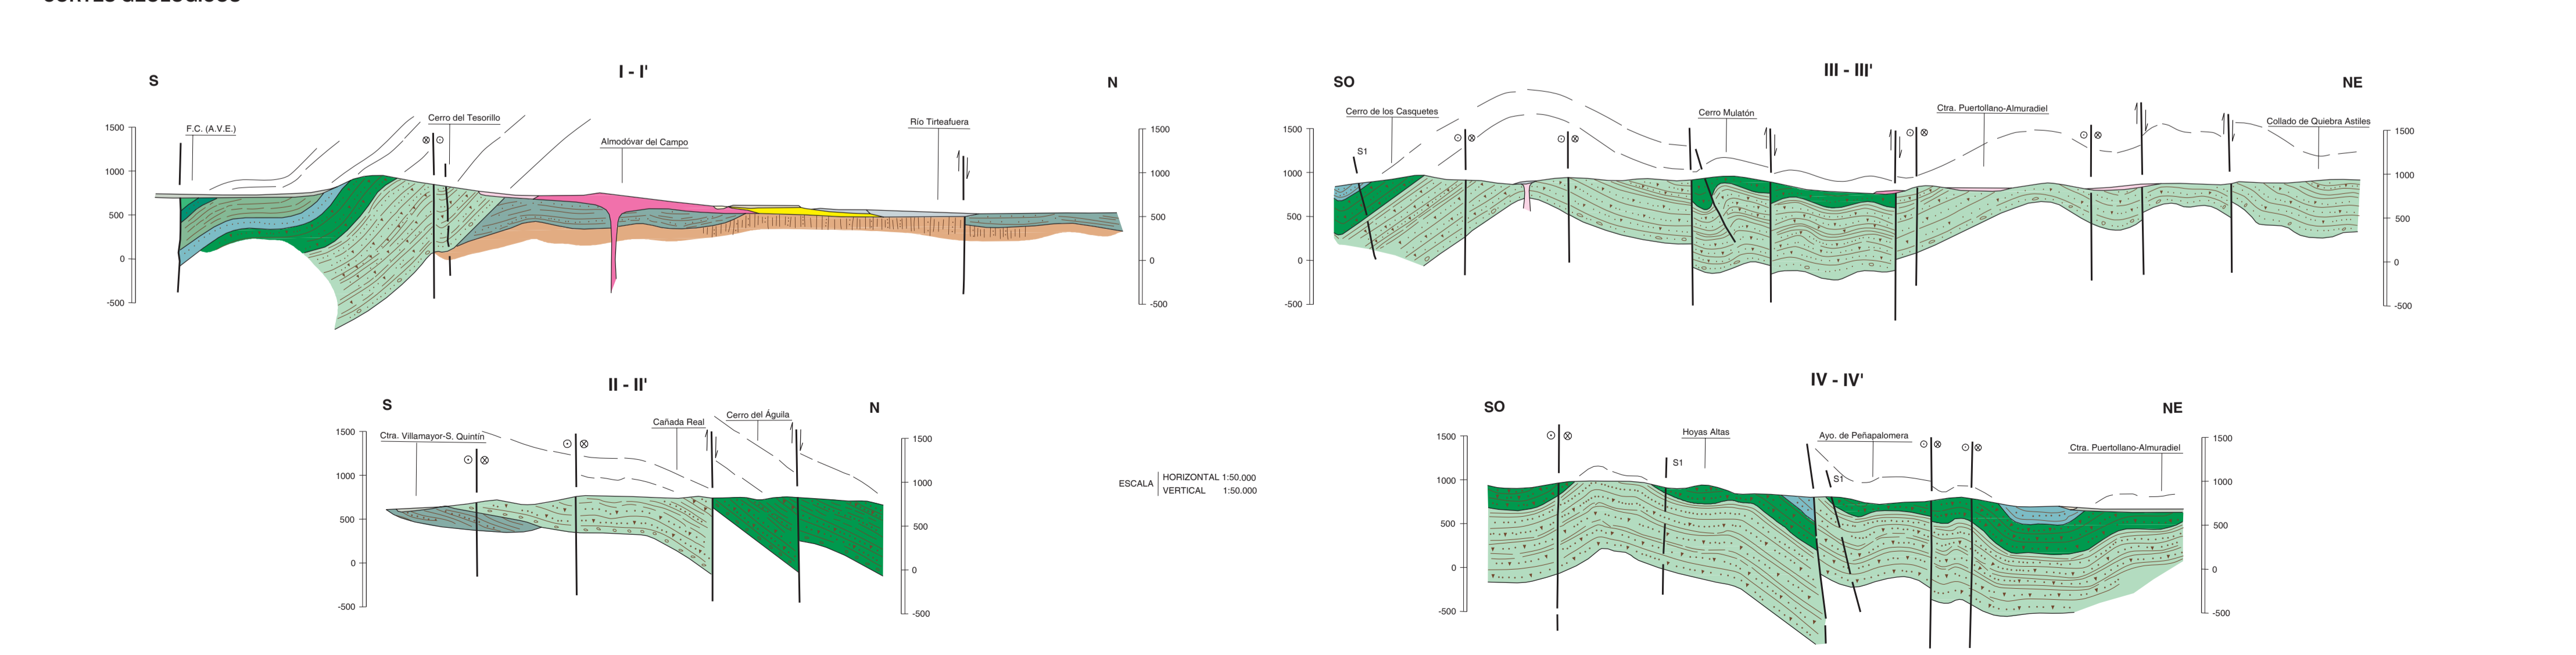 CORTES GEOLÓGICOS
I - I'
S
N
F.C. (A.V.E.)
Cerro del Tesorillo
Almodóvar del Campo
Río Tirteafuera
1500
1000
500
0
-500
1500
1000
500
0
-500
III - III'
SO
NE
Cerro de los Casquetes
S1
Cerro Mulatón
Ctra. Puertollano-Almuradiel
Collado de Quiebra Astiles
1500
1000
500
0
-500
1500
1000
500
0
-500
II - II'
S
N
Ctra. Villamayor-S. Quintín
Cañada Real
Cerro del Águila
1500
1000
500
0
-500
1500
1000
500
0
-500
ESCALA
HORIZONTAL 1:50.000
VERTICAL 1:50.000
IV - IV'
SO
NE
Hoyas Altas
S1
Ayo. de Peñapalomera
S1
Ctra. Puertollano-Almuradiel
1500
1000
500
0
-500
1500
1000
500
0
-500